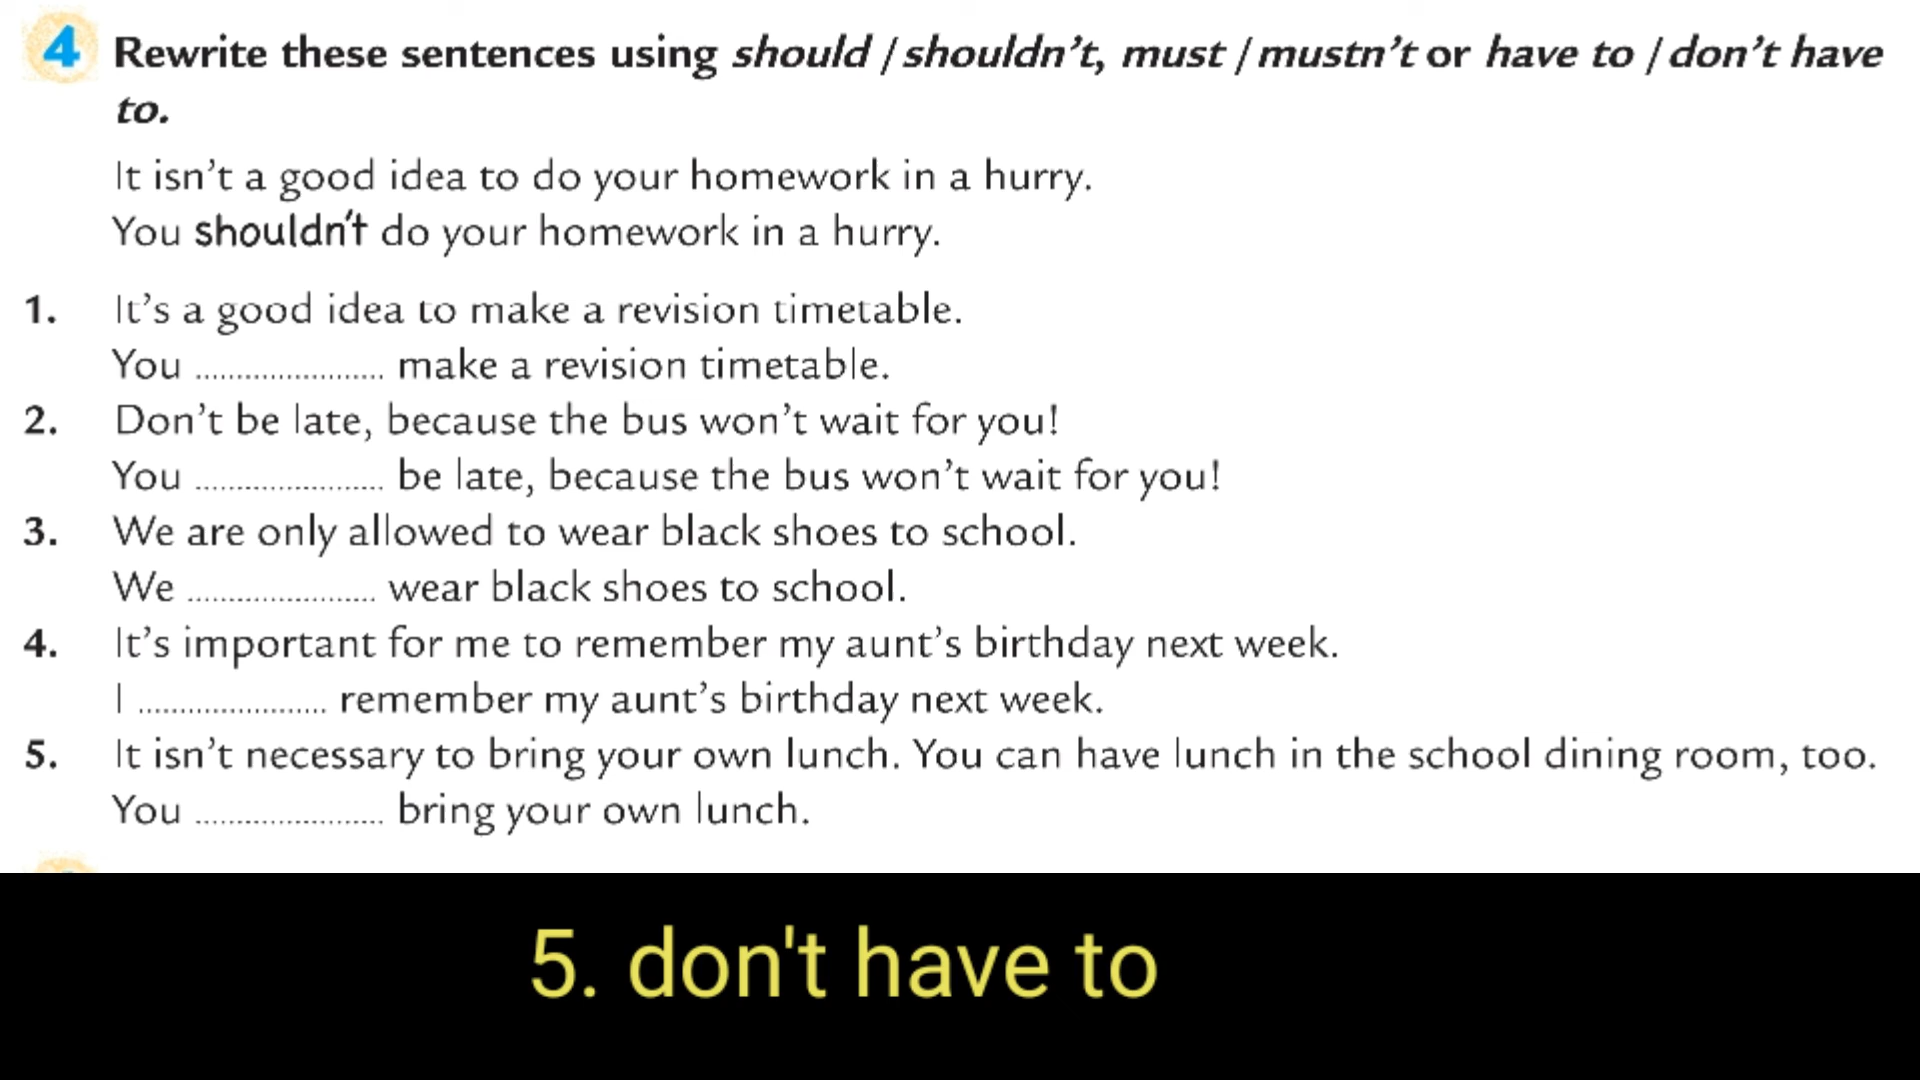 4 Rewrite these sentences using should / shouldn't, must / mustn't or have to / don't have
to.
It isn't a good idea to do your homework in a hurry.
You shouldn't do your homework in a hurry.
1. It's a good idea to make a revision timetable.
You ....................... make a revision timetable.
2. Don't be late, because the bus won't wait for you!
You ....................... be late, because the bus won't wait for you!
3. We are only allowed to wear black shoes to school.
We ....................... wear black shoes to school.
4. It's important for me to remember my aunt's birthday next week.
I ....................... remember my aunt's birthday next week.
5. It isn't necessary to bring your own lunch. You can have lunch in the school dining room, too.
You ....................... bring your own lunch.
5. don't have to